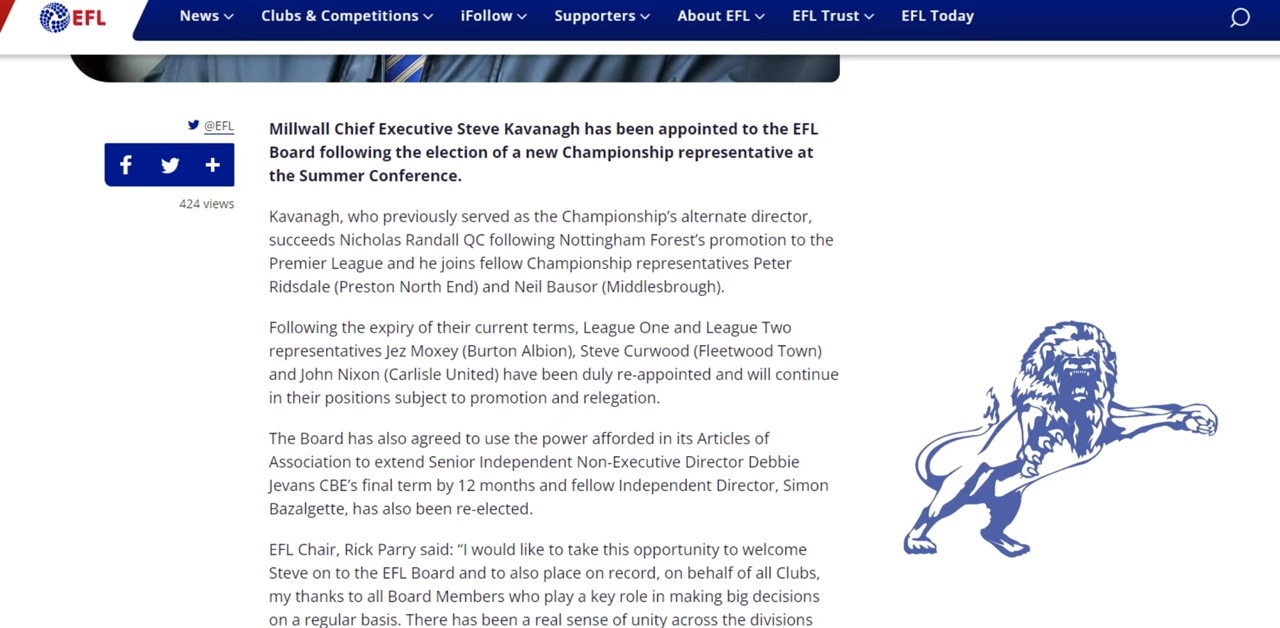 EFL
News
Clubs & Competitions
iFollow
Supporters
About EFL
EFL Trust
EFL Today
@EFL
424 views
Millwall Chief Executive Steve Kavanagh has been appointed to the EFL
Board following the election of a new Championship representative at
the Summer Conference.
Kavanagh, who previously served as the Championship’s alternate director,
succeeds Nicholas Randall QC following Nottingham Forest’s promotion to the
Premier League and he joins fellow Championship representatives Peter
Ridsdale (Preston North End) and Neil Bausor (Middlesbrough).
Following the expiry of their current terms, League One and League Two
representatives Jez Moxey (Burton Albion), Steve Curwood (Fleetwood Town)
and John Nixon (Carlisle United) have been duly re-appointed and will continue
in their positions subject to promotion and relegation.
The Board has also agreed to use the power afforded in its Articles of
Association to extend Senior Independent Non-Executive Director Debbie
Jevans CBE’s final term by 12 months and fellow Independent Director, Simon
Bazalgette, has also been re-elected.
EFL Chair, Rick Parry said: “I would like to take this opportunity to welcome
Steve on to the EFL Board and to also place on record, on behalf of all Clubs,
my thanks to all Board Members who play a key role in making big decisions
on a regular basis. There has been a real sense of unity across the divisions